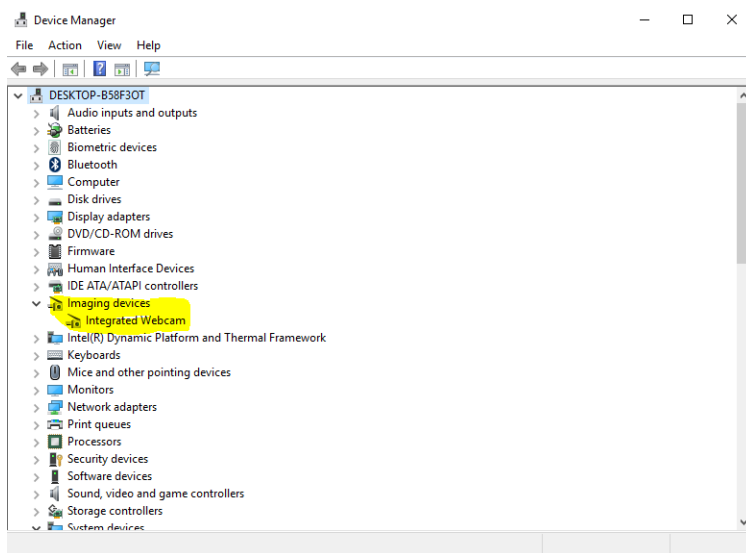 Device Manager
File Action View Help
DESKTOP-B58F3OT
Audio inputs and outputs
Batteries
Biometric devices
Bluetooth
Computer
Disk drives
Display adapters
DVD/CD-ROM drives
Firmware
Human Interface Devices
IDE ATA/ATAPI controllers
Imaging devices
Integrated Webcam
Intel(R) Dynamic Platform and Thermal Framework
Keyboards
Mice and other pointing devices
Monitors
Network adapters
Print queues
Processors
Security devices
Software devices
Sound, video and game controllers
Storage controllers
System devices